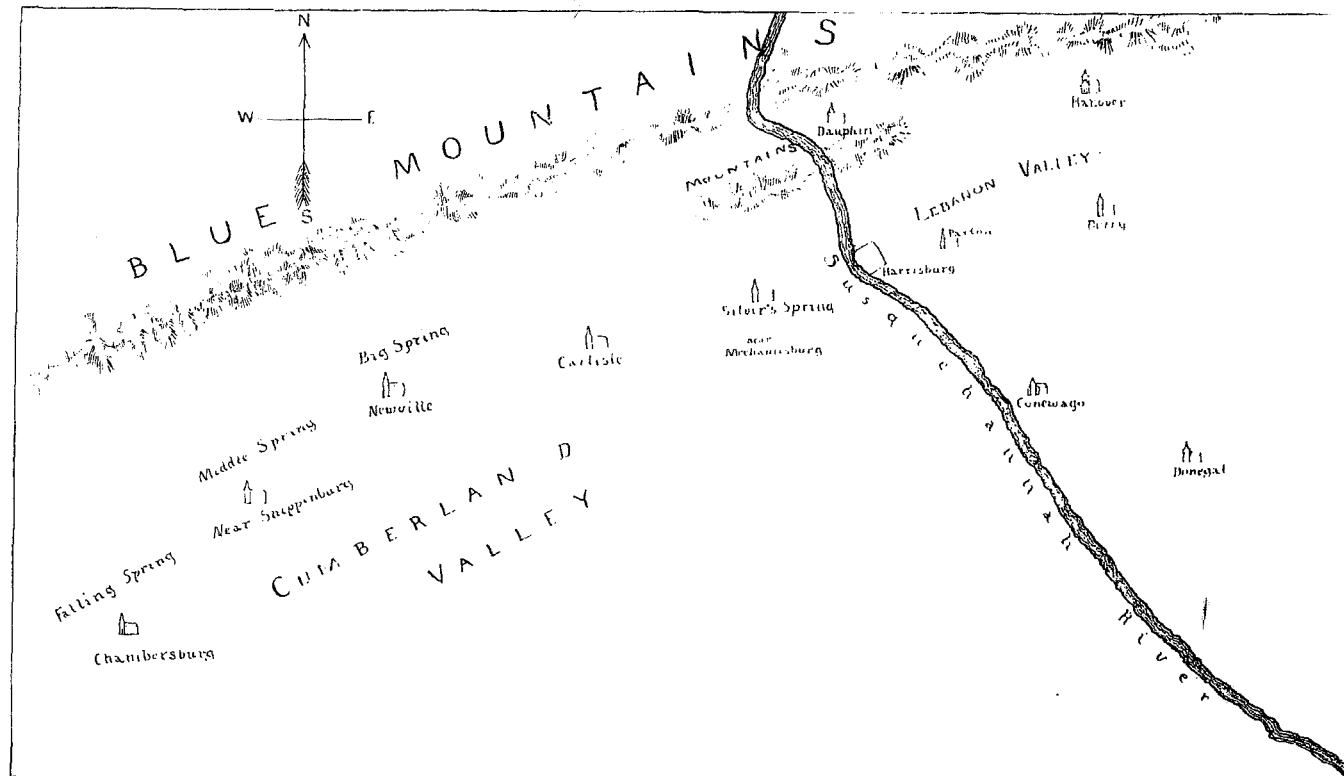 N
W E
S
BLUE MOUNTAINS
Hanover
Dauphin
MOUNTAINS
LEBANON VALLEY
Derry
Paxton
Harrisburg
Susquehannah River
Silver's Spring
near
Mechanicsburg
Big Spring
Carlisle
Newville
Conewago
Middle Spring
Donegal
Near Shippenburg
CUMBERLAND
VALLEY
Falling Spring
Chambersburg